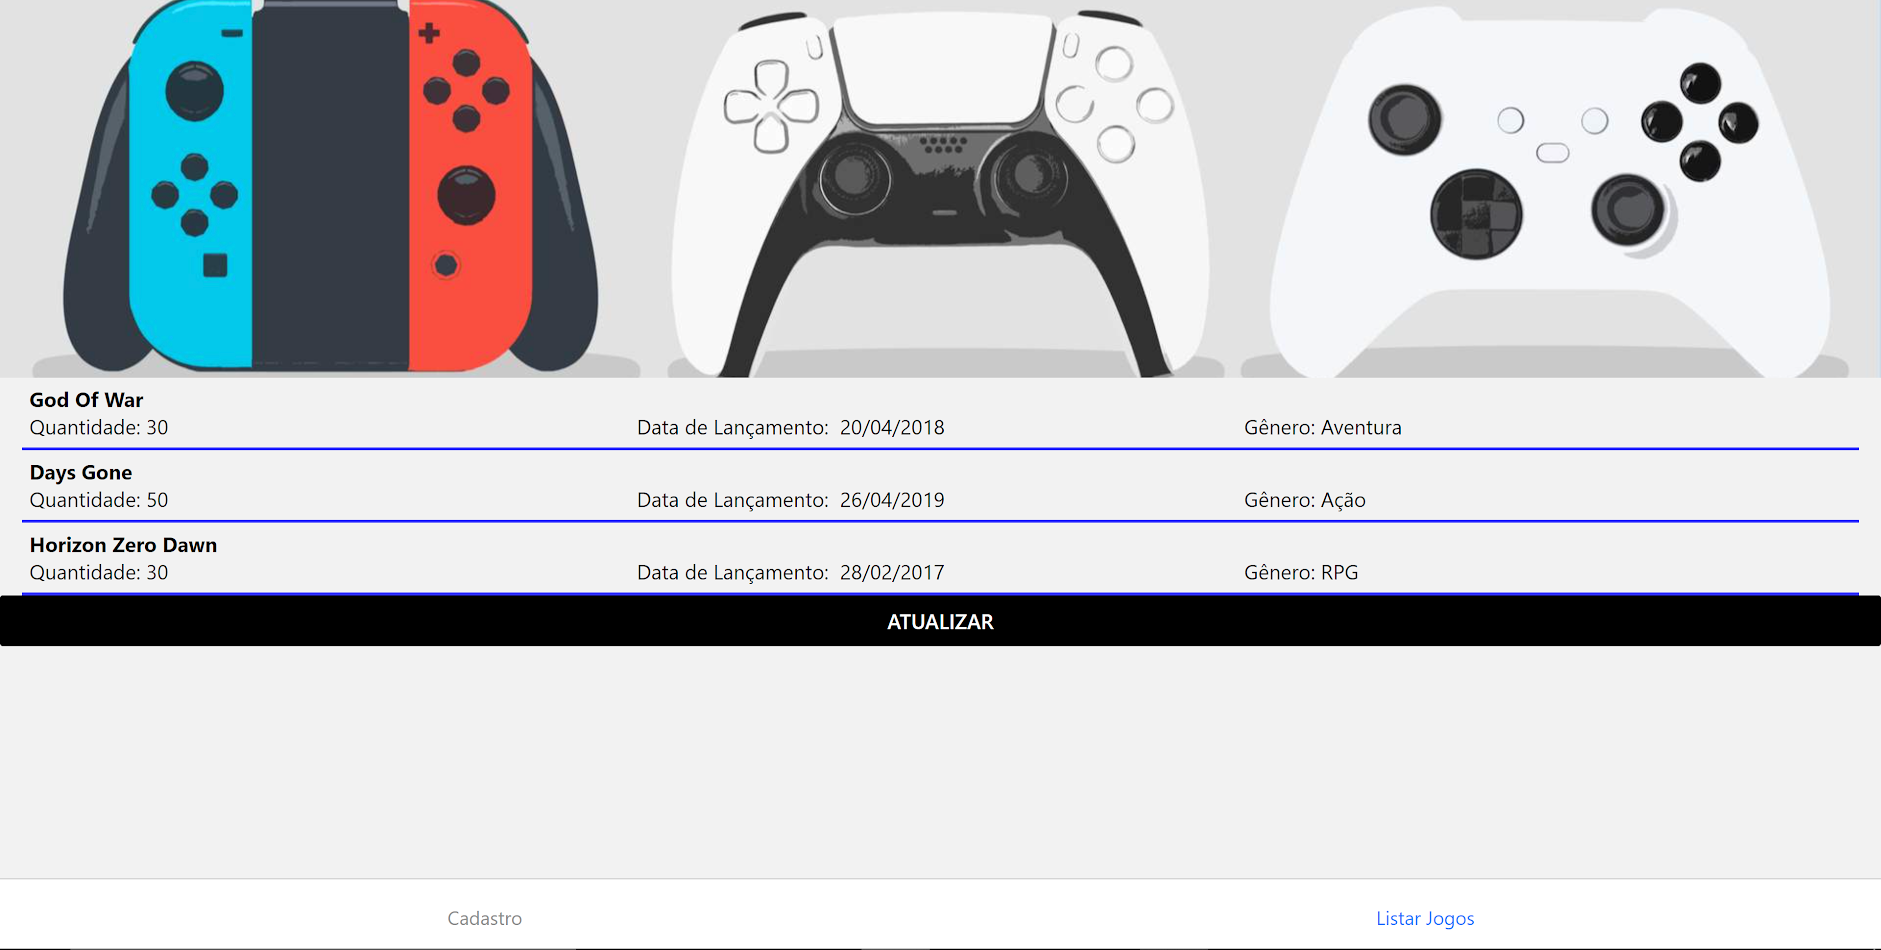 God Of War
Quantidade: 30 Data de Lançamento: 20/04/2018 Gênero: Aventura
Days Gone
Quantidade: 50 Data de Lançamento: 26/04/2019 Gênero: Ação
Horizon Zero Dawn
Quantidade: 30 Data de Lançamento: 28/02/2017 Gênero: RPG
ATUALIZAR
Cadastro Listar Jogos